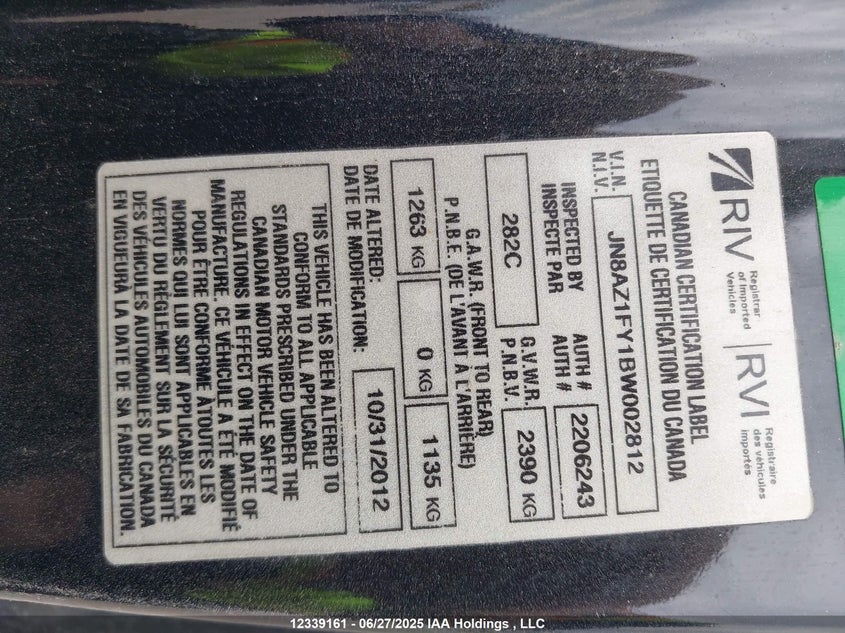 RIV
Registrar
of Imported
Vehicles
RVI
Registraire
des véhicules
importés
CANADIAN CERTIFICATION LABEL
ETIQUETTE DE CERTIFICATION DU CANADA
V.I.N.
N.I.V.
JN8AZ1FY1BW002812
INSPECTED BY
INSPECTE PAR
AUTH #
AUTH #
2206243
282C
G.V.W.R.
P.N.B.V.
2390 KG
G.A.W.R. (FRONT TO REAR)
P.N.B.E. (DE L'AVANT A L'ARRIÈRE)
1263 KG
0 KG
1135 KG
DATE ALTERED:
DATE DE MODIFICATION:
10/31/2012
THIS VEHICLE HAS BEEN ALTERED TO
CONFORM TO ALL APPLICABLE
STANDARDS PRESCRIBED UNDER THE
CANADIAN MOTOR VEHICLE SAFETY
REGULATIONS IN EFFECT ON THE DATE OF
MANUFACTURE. CE VÉHICULE A ÉTÉ MODIFIÉ
POUR ÊTRE CONFORME ÀTOUTES LES
NORMES QUI LUI SONT APPLICABLES EN
VERTU DU RÈGLEMENT SUR LA SÉCURITÉ
DES VÉHICULES AUTOMOBILES DU CANADA
EN VIGUEURÀ LA DATE DE SA FABRICATION.
12339161 - 06/27/2025 IAA Holdings , LLC